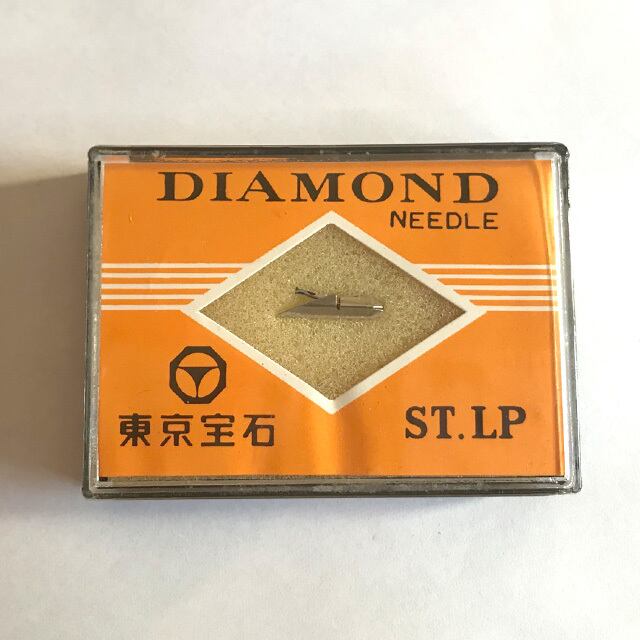 DIAMOND
NEEDLE
東京宝石
ST.LP